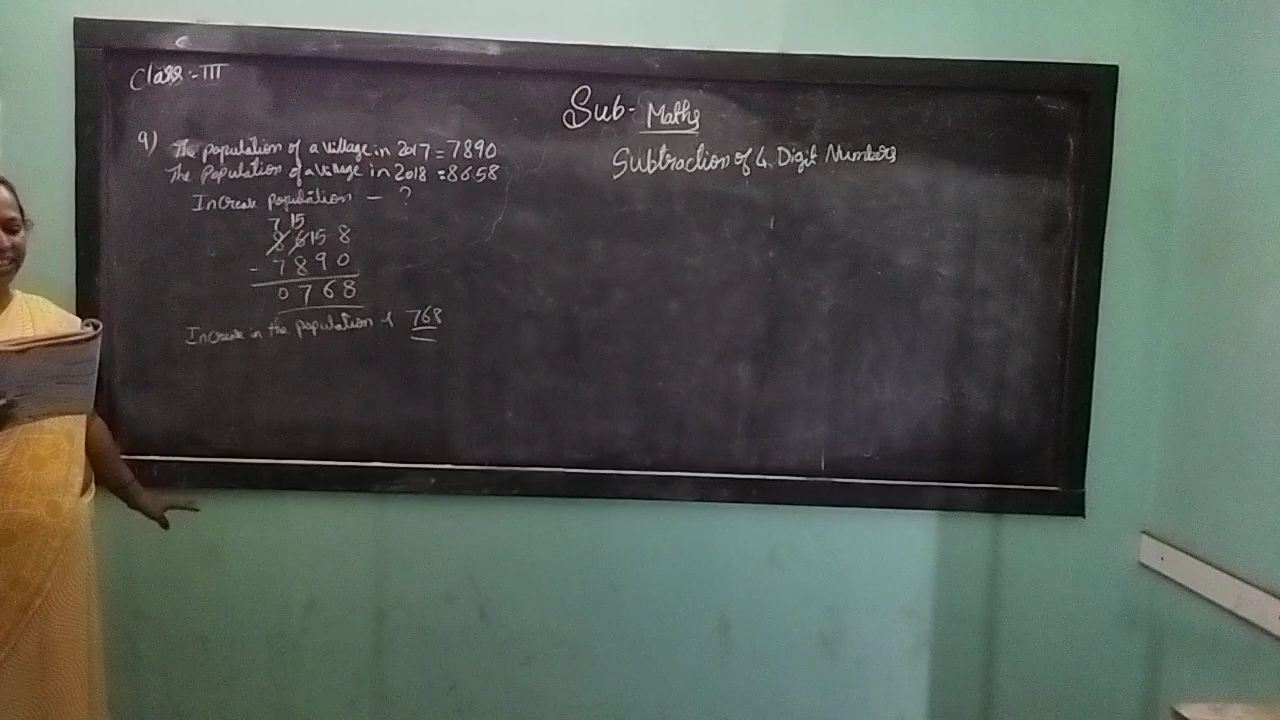 Class:- III
Sub- Maths
Subtraction of 4 Digit Numbers
9) The population of a village in 2017 = 7890
The Population of a village in 2018 = 8658
Increase population - ?
7 15
8 6 15 8
- 7 8 9 0
0 7 6 8
Increase in the population 768